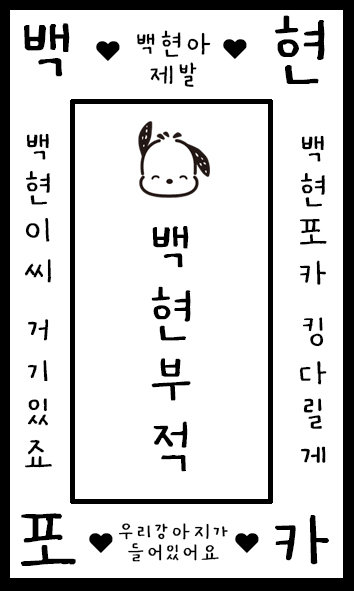 백 현
백현아
제발
백현이씨 거기있죠
백현부적
백현포카 킹다릴게
포 카
우리강아지가
들어있어요